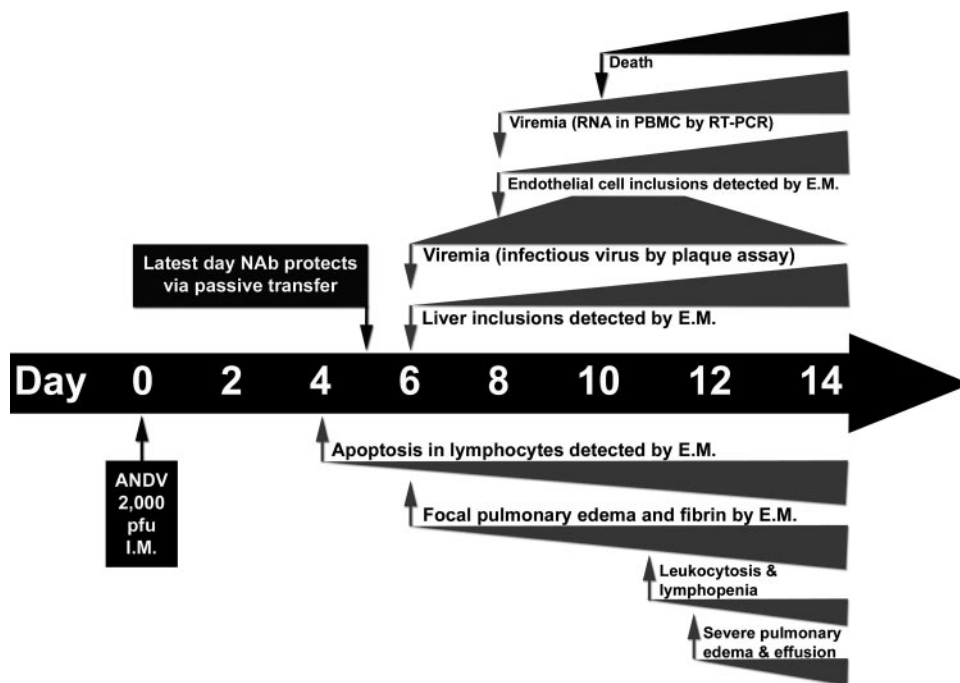 Death
Viremia (RNA in PBMC by RT-PCR)
Endothelial cell inclusions detected by E.M.
Viremia (infectious virus by plaque assay)
Latest day NAb protects
via passive transfer
Liver inclusions detected by E.M.
Day 0 2 4 6 8 10 12 14
Apoptosis in lymphocytes detected by E.M.
ANDV
2,000
pfu
I.M.
Focal pulmonary edema and fibrin by E.M.
Leukocytosis &
lymphopenia
Severe pulmonary
edema & effusion